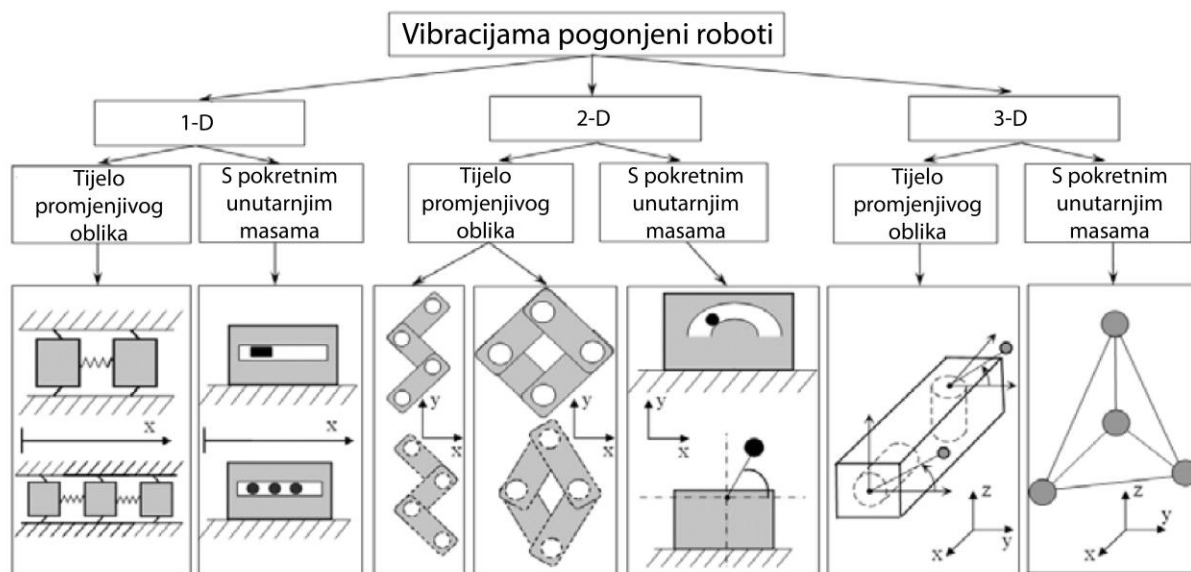 Vibracijama pogonjeni roboti
1-D
2-D
3-D
Tijelo
promjenjivog
oblika
S pokretnim
unutarnjim
masama
Tijelo
promjenjivog
oblika
S pokretnim
unutarnjim
masama
Tijelo
promjenjivog
oblika
S pokretnim
unutarnjim
masama
x
x
y
x
y
x
y
x
z
y
x
z
y
x